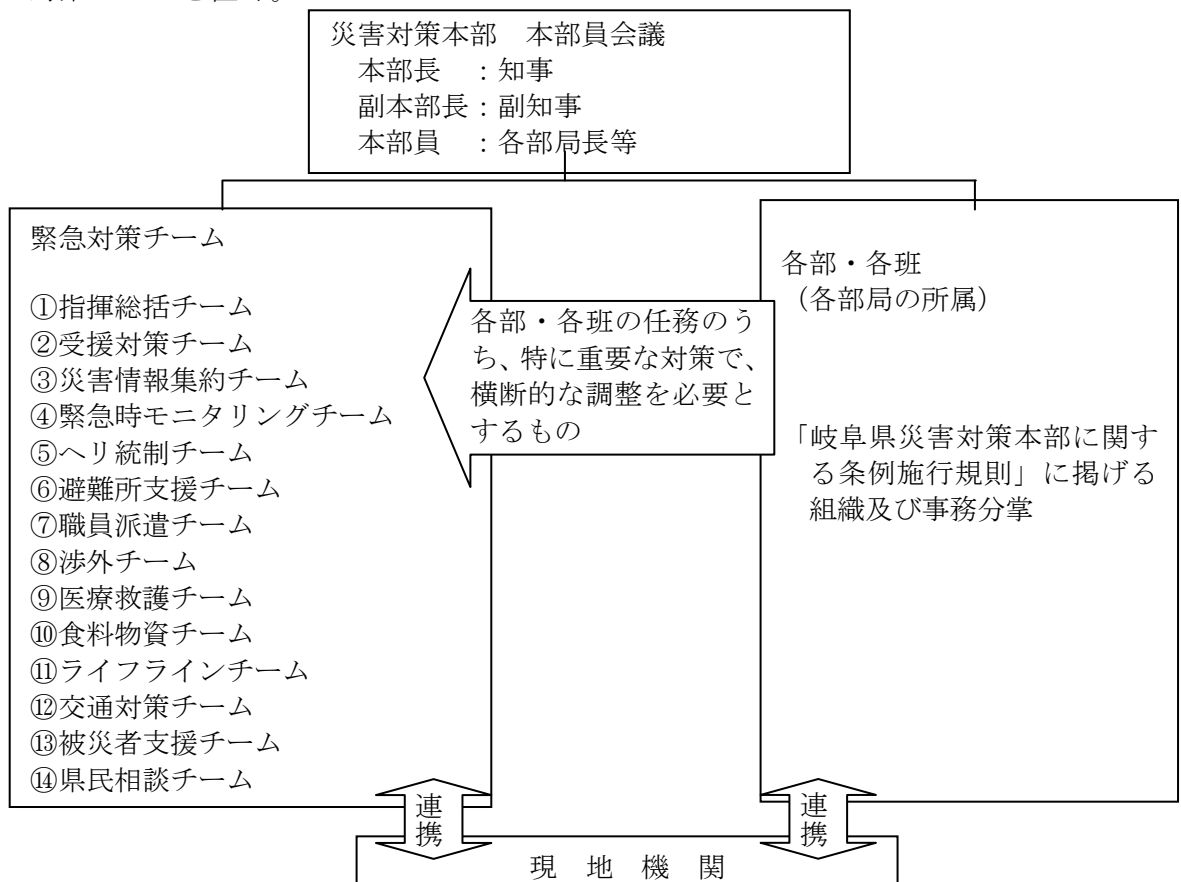 災害対策本部　本部員会議
本部長　：知事
副本部長：副知事
本部員　：各部局長等
緊急対策チーム
①指揮総括チーム
②受援対策チーム
③災害情報集約チーム
④緊急時モニタリングチーム
⑤ヘリ統制チーム
⑥避難所支援チーム
⑦職員派遣チーム
⑧渉外チーム
⑨医療救護チーム
⑩食料物資チーム
⑪ライフラインチーム
⑫交通対策チーム
⑬被災者支援チーム
⑭県民相談チーム
各部・各班の任務のう
ち、特に重要な対策で、
横断的な調整を必要と
するもの
各部・各班
（各部局の所属）
「岐阜県災害対策本部に関す
る条例施行規則」に掲げる
組織及び事務分掌
連携
連携
現　地　機　関